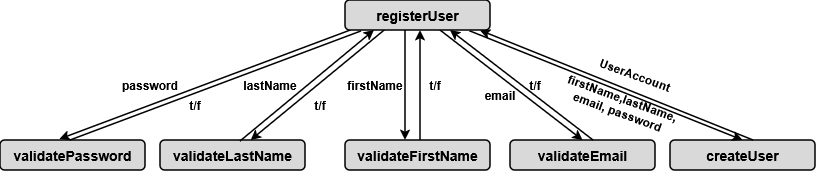 registerUser
UserAccount
password
lastName
firstName
t/f
t/f
firstName,lastName,
email, password
email
t/f
t/f
validatePassword
validateLastName
validateFirstName
validateEmail
createUser